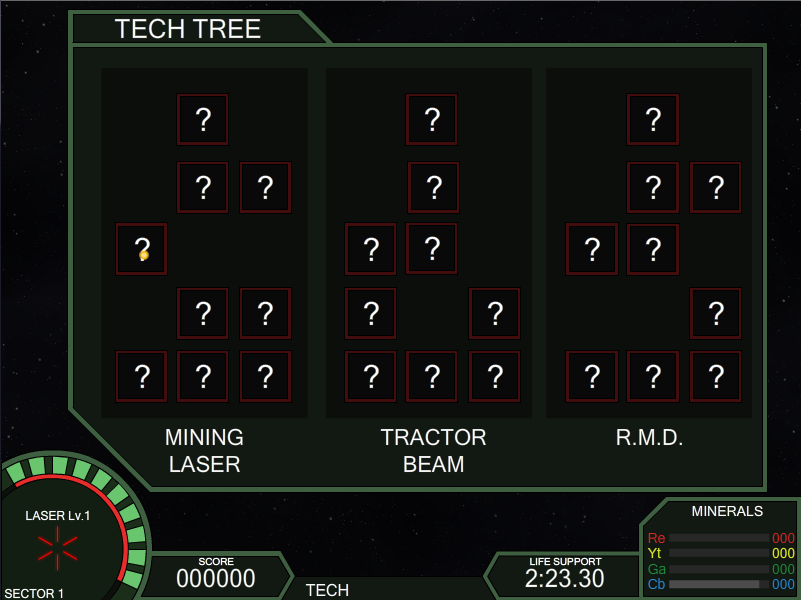 TECH TREE
? ? ?
? ? ? ? ?
? ? ? ? ?
? ? ? ? ?
? ? ? ? ? ? ? ? ?
MINING
LASER
TRACTOR
BEAM
R.M.D.
LASER Lv.1
SECTOR 1
SCORE
000000
TECH
LIFE SUPPORT
2:23.30
MINERALS
Re 000
Yt 000
Ga 000
Cb 000